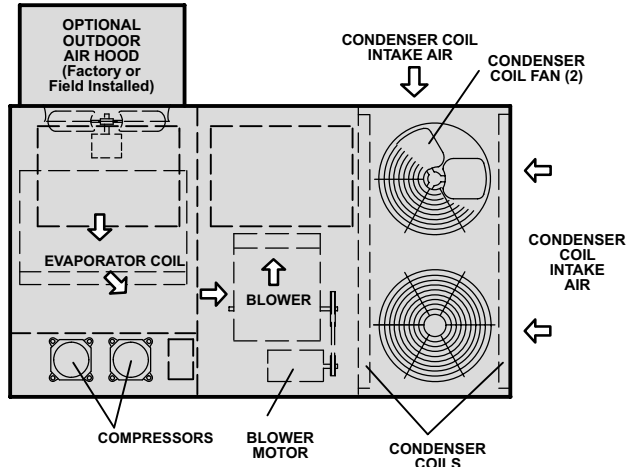 OPTIONAL
OUTDOOR
AIR HOOD
(Factory or
Field Installed)
CONDENSER COIL
INTAKE AIR
CONDENSER
COIL FAN (2)
EVAPORATOR COIL
BLOWER
CONDENSER
COIL
INTAKE
AIR
COMPRESSORS
BLOWER
MOTOR
CONDENSER
COILS